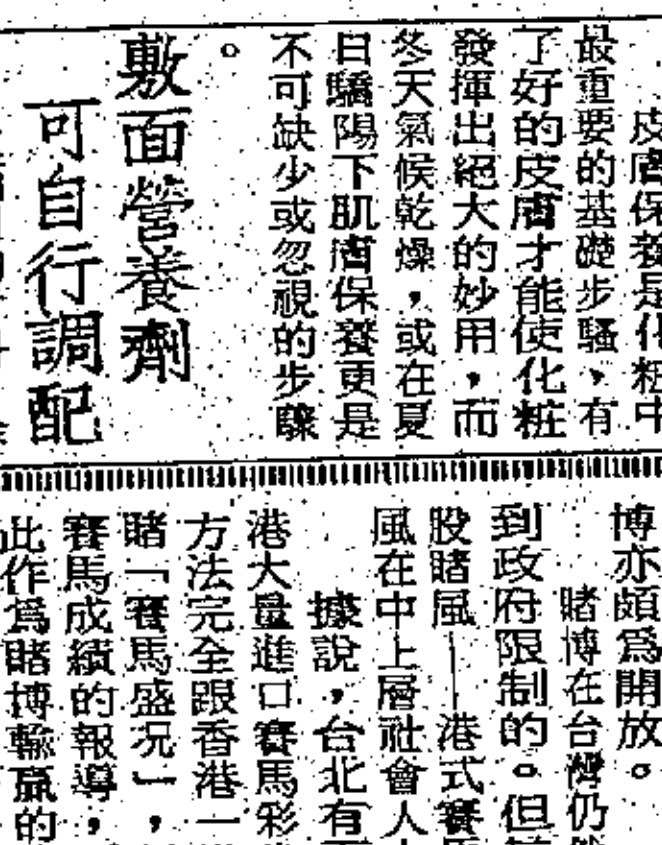 皮膚保養是化粧中
最重要的基礎步驟，有
了好的皮膚才能使化粧
發揮出絕大的妙用，而
冬天氣候乾燥，或在夏
日驕陽下肌膚保養更是
不可缺少或忽視的步驟
。
敷面營養劑
可自行調配
博亦頗爲開放。
賭博在台灣仍
到政府限制的。但
股賭風——港式賽馬
風在中上層社會人
據說，台北有
港大量進口賽馬彩
方法完全跟香港一
賭「賽馬盛況」，
賽馬成績的報導，
此作爲賭博輸贏的